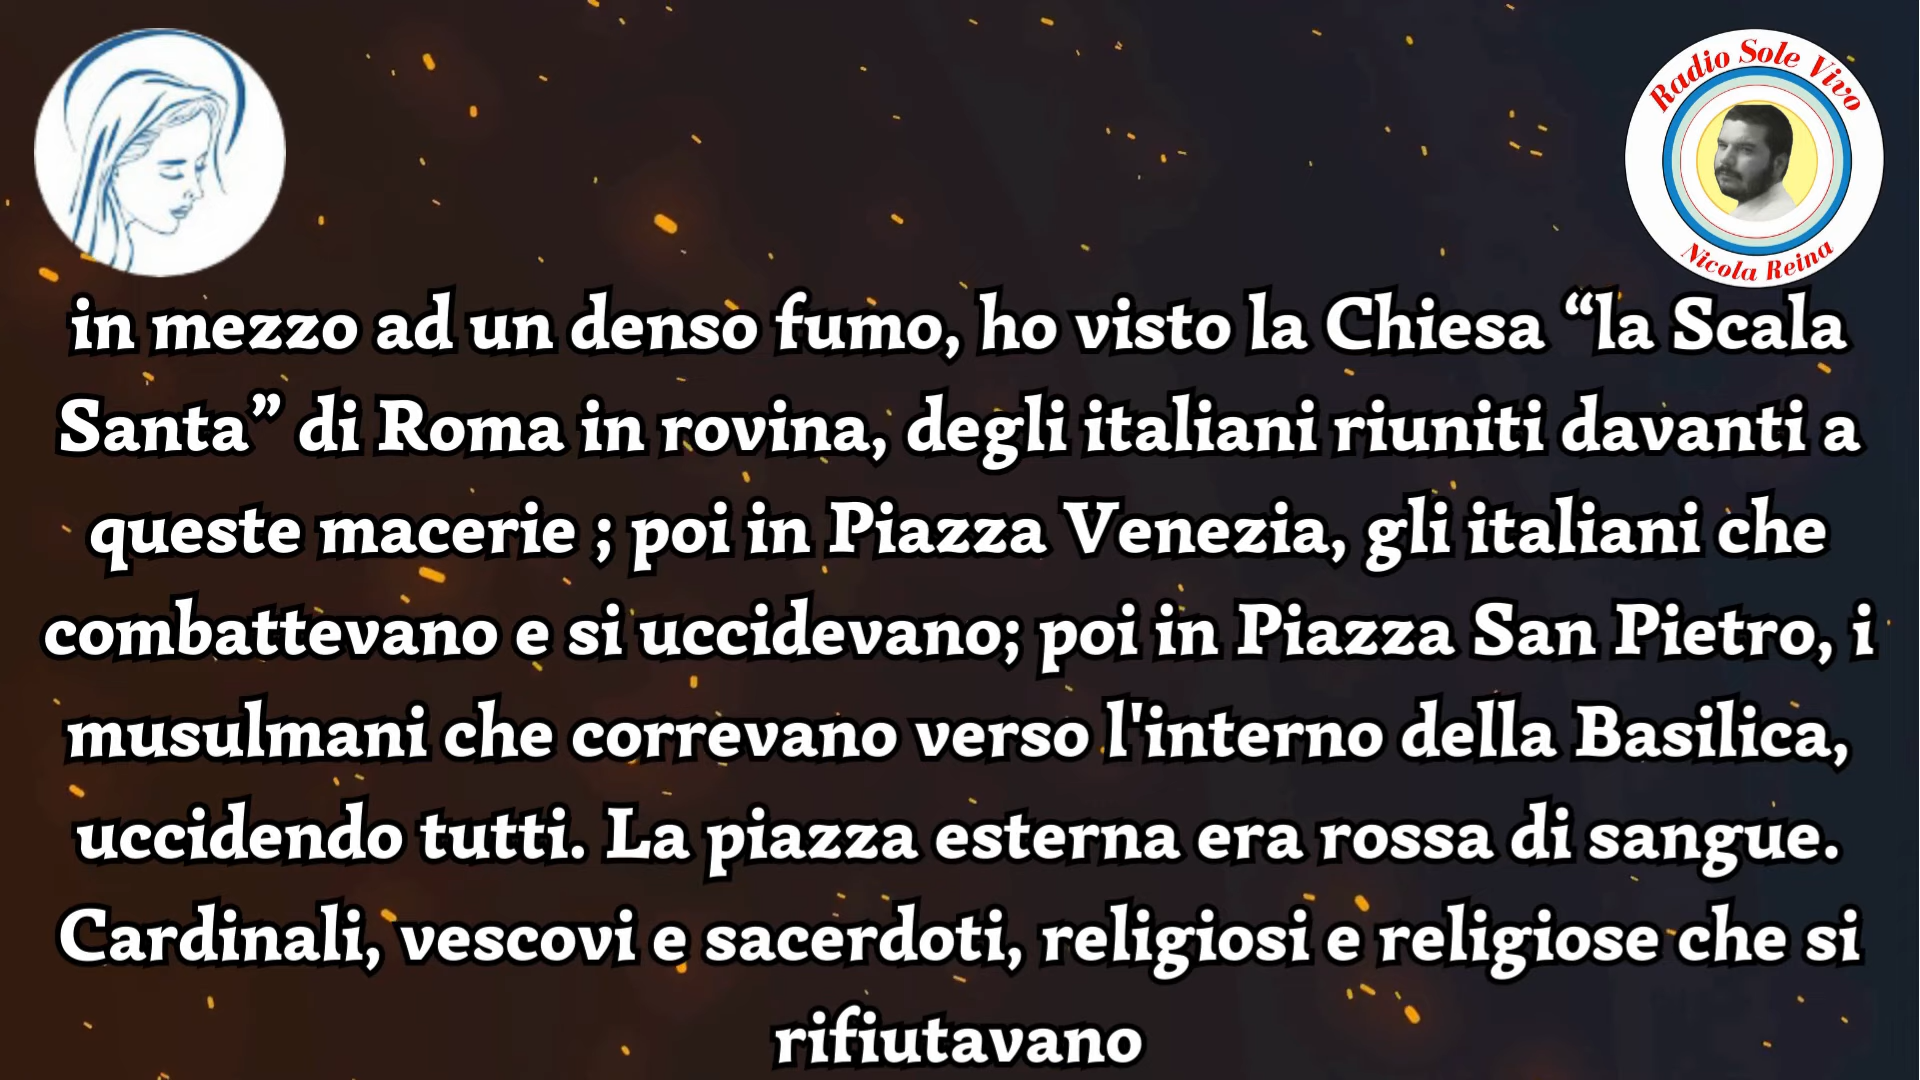 Radio Sole Vivo
Nicola Reina
in mezzo ad un denso fumo, ho visto la Chiesa “la Scala
Santa” di Roma in rovina, degli italiani riuniti davanti a
queste macerie ; poi in Piazza Venezia, gli italiani che
combattevano e si uccidevano; poi in Piazza San Pietro, i
musulmani che correvano verso l'interno della Basilica,
uccidendo tutti. La piazza esterna era rossa di sangue.
Cardinali, vescovi e sacerdoti, religiosi e religiose che si
rifiutavano